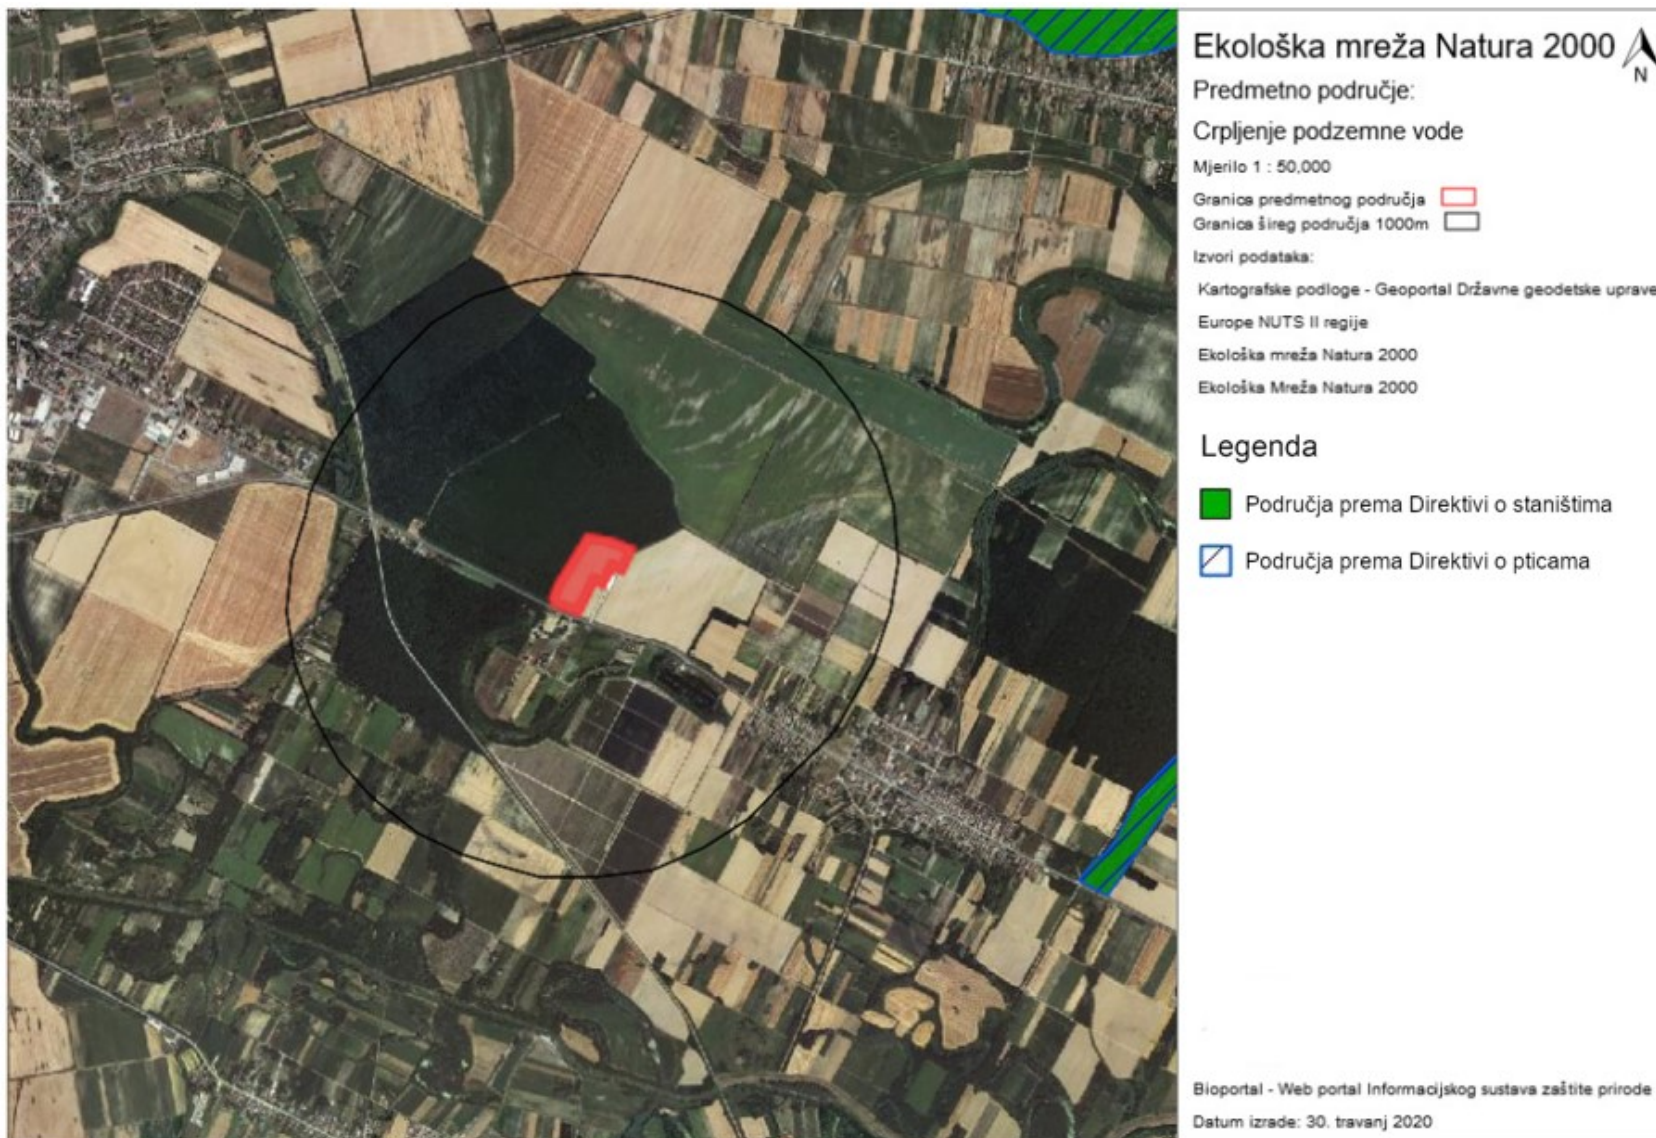 Ekološka mreža Natura 2000
N
Predmetno područje:
Crpljenje podzemne vode
Mjerilo 1 : 50,000
Granica predmetnog područja
Granica šireg područja 1000m
Izvori podataka:
Kartografske podloge - Geoportal Državne geodetske uprave
Europe NUTS II regije
Ekološka mreža Natura 2000
Ekološka Mreža Natura 2000
Legenda
Područja prema Direktivi o staništima
Područja prema Direktivi o pticama
Bioportal - Web portal Informacijskog sustava zaštite prirode
Datum izrade: 30. travanj 2020